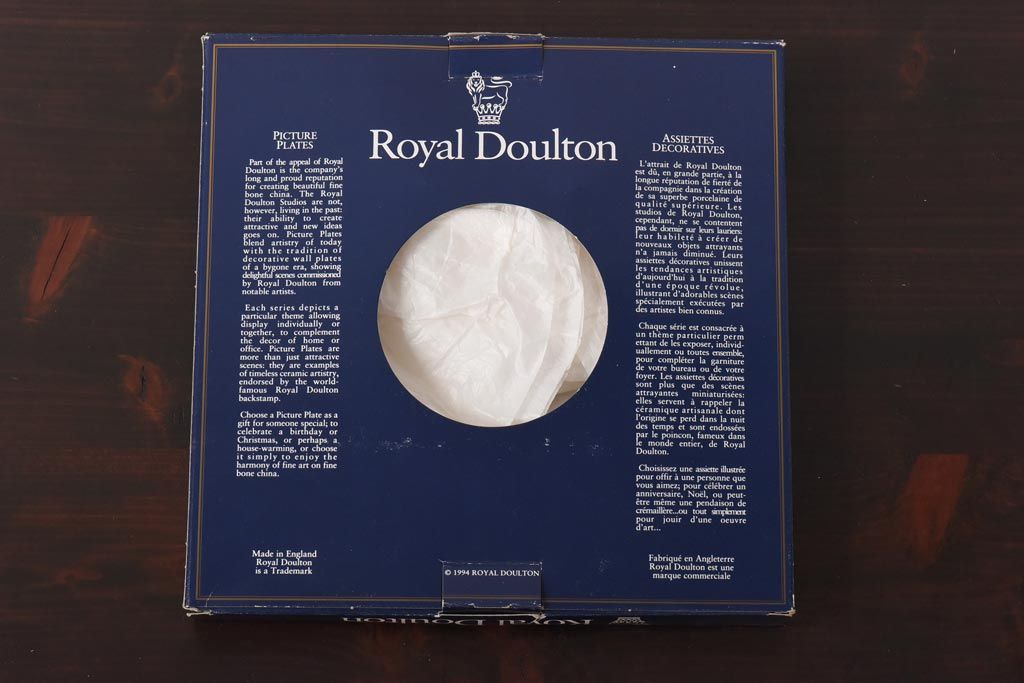 Royal Doulton
PICTURE
PLATES
Part of the appeal of Royal
Doulton is the company's
long and proud reputation
for creating beautiful fine
bone china. The Royal
Doulton Studios are not,
however, living in the past:
their ability to create
attractive and new ideas
goes on. Picture Plates
blend artistry of today
with the tradition of
decorative wall plates
of a bygone era, showing
delightful scenes commissioned
by Royal Doulton from
notable artists.
Each series depicts a
particular theme allowing
display individually or
together, to complement
the decor of home or
office. Picture Plates are
more than just attractive
scenes: they are examples
of timeless ceramic artistry,
endorsed by the world-
famous Royal Doulton
backstamp.
Choose a Picture Plate as a
gift for someone special; to
celebrate a birthday or
Christmas, or perhaps a
house-warming, or choose
it simply to enjoy the
harmony of fine art on fine
bone china.
Made in England
Royal Doulton
is a Trademark
ASSIETTES
DECORATIVES
L'attrait de Royal Doulton
est dû, en grande partie, à la
longue réputation de fierté de
la compagnie dans la création
de sa superbe porcelaine de
qualité supérieure. Les
studios de Royal Doulton,
cependant, ne se contentent
pas de dormir sur leurs lauriers:
leur habileté à créer de
nouveaux objets attrayants
n'a jamais diminué. Leurs
assiettes décoratives unissent
les tendances artistiques
d'aujourd'hui à la tradition
d'une époque révolue,
illustrant d'adorables scènes
spécialement exécutées par
des artistes bien connus.
Chaque série est consacrée à
un thème particulier perm
ettant de les exposer, individ-
uallement ou toutes ensemble,
pour compléter la garniture
de votre bureau ou de votre
foyer. Les assiettes décoratives
sont plus que des scènes
attrayantes miniaturisées:
elles servent à rappeler la
céramique artisanale dont
l'origine se perd dans la nuit
des temps et sont endossées
par le poincon, fameux dans
le monde entier, de Royal
Doulton.
Choisissez une assiette illustrée
pour offir à une personne que
vous aimez; pour célébrer un
anniversaire, Noël, ou peut-
être même une pendaison de
crémaillère...ou tout simplement
pour jouir d'une oeuvre
d'art...
Fabriqué en Angleterre
Royal Doulton est une
marque commerciale
© 1994 ROYAL DOULTON
Royal Doulton